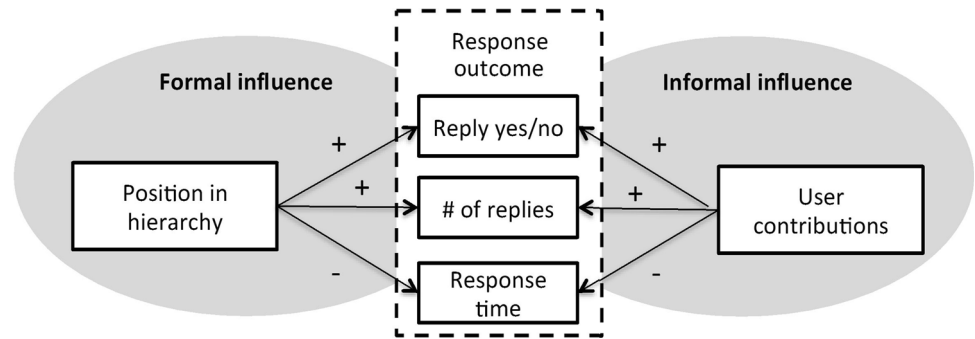 Formal influence
Position in
hierarchy
+
+
-
Response
outcome
Reply yes/no
# of replies
Response
time
Informal influence
+
+
-
User
contributions